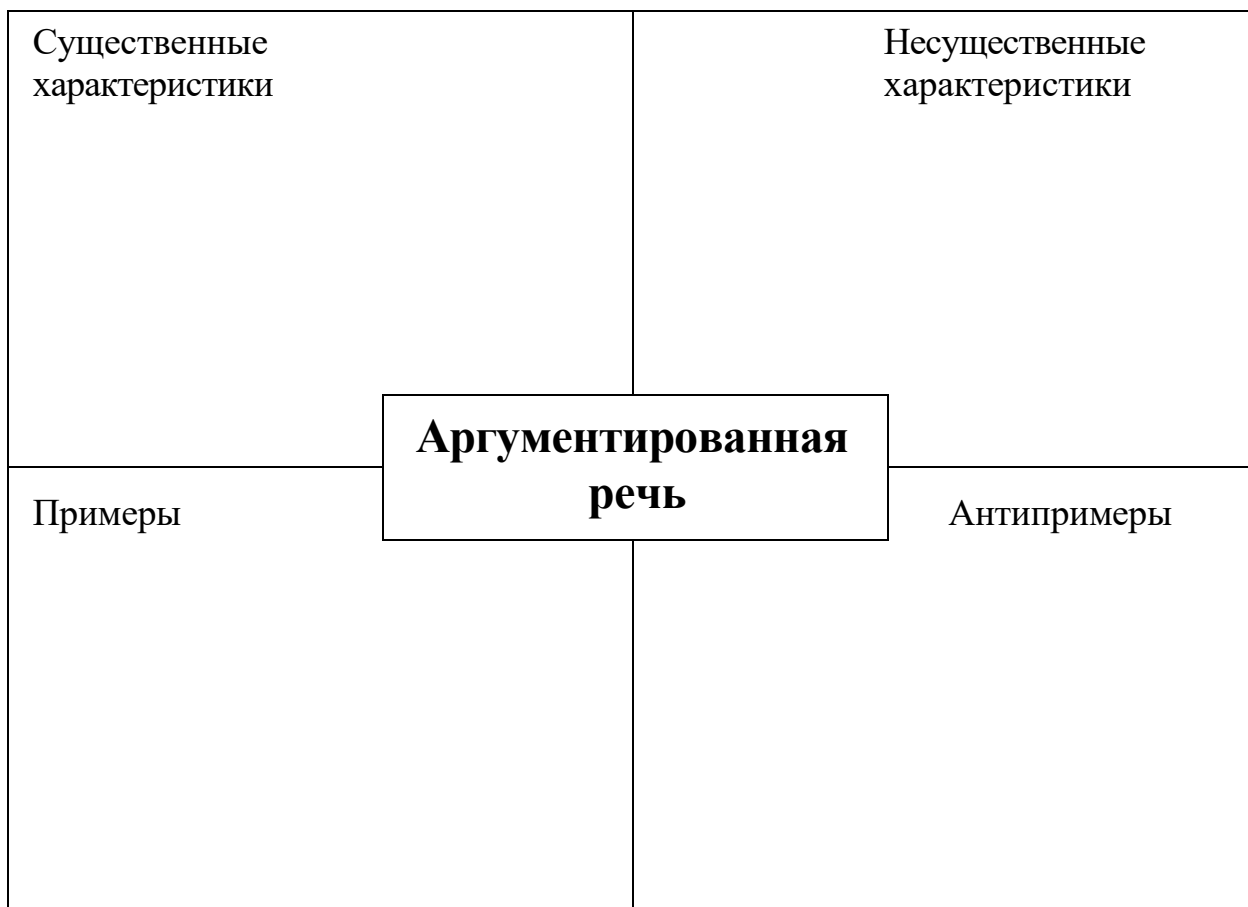 Существенные
характеристики
Несущественные
характеристики
Аргументированная
речь
Примеры
Антипримеры